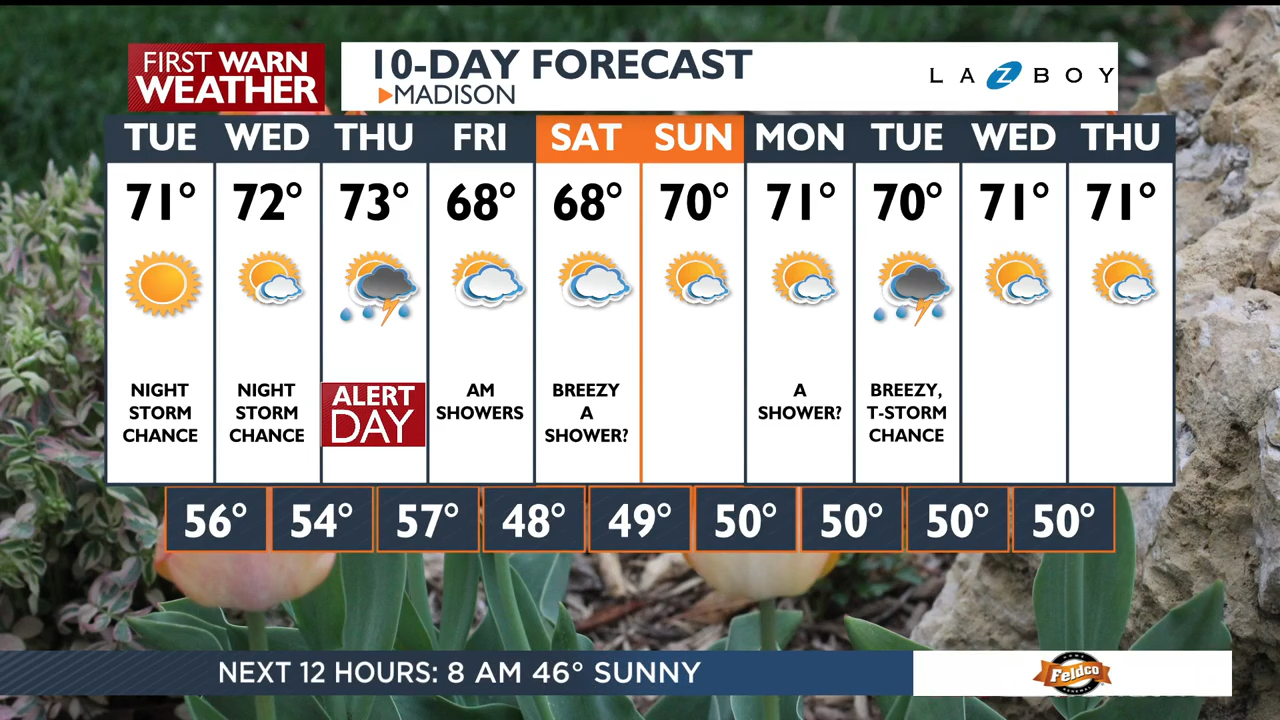 FIRST WARN
WEATHER
10-DAY FORECAST
MADISON
LA Z BOY
TUE WED THU FRI SAT SUN MON TUE WED THU
71° 72° 73° 68° 68° 70° 71° 70° 71° 71°
NIGHT
STORM
CHANCE
NIGHT
STORM
CHANCE
ALERT
DAY
AM
SHOWERS
BREEZY
A
SHOWER?
A
SHOWER?
BREEZY,
T-STORM
CHANCE
56° 54° 57° 48° 49° 50° 50° 50° 50°
NEXT 12 HOURS: 8 AM 46° SUNNY
HOME
Feldco
RENEWAL